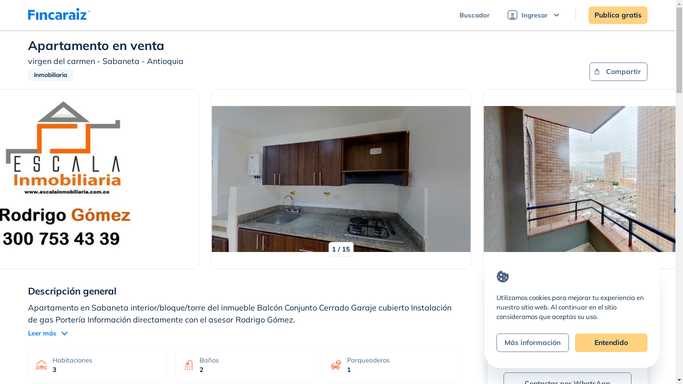 Fincaraiz
Buscador
Ingresar
Publica gratis
Apartamento en venta
virgen del carmen - Sabaneta - Antioquia
Inmobiliaria
Compartir
ESCALA
Inmobiliaria
www.escalainmobiliaria.com.co
Rodrigo Gómez
300 753 43 39
1 / 15
Descripción general
Apartamento en Sabaneta interior/bloque/torre del inmueble Balcón Conjunto Cerrado Garaje cubierto Instalación
de gas Portería Información directamente con el asesor Rodrigo Gómez.
Leer más
Habitaciones
3
Baños
2
Parqueaderos
1
Utilizamos cookies para mejorar tu experiencia en
nuestro sitio web. Al continuar en el sitio
consideramos que aceptas su uso.
Más información
Entendido
Contactar por WhatsApp